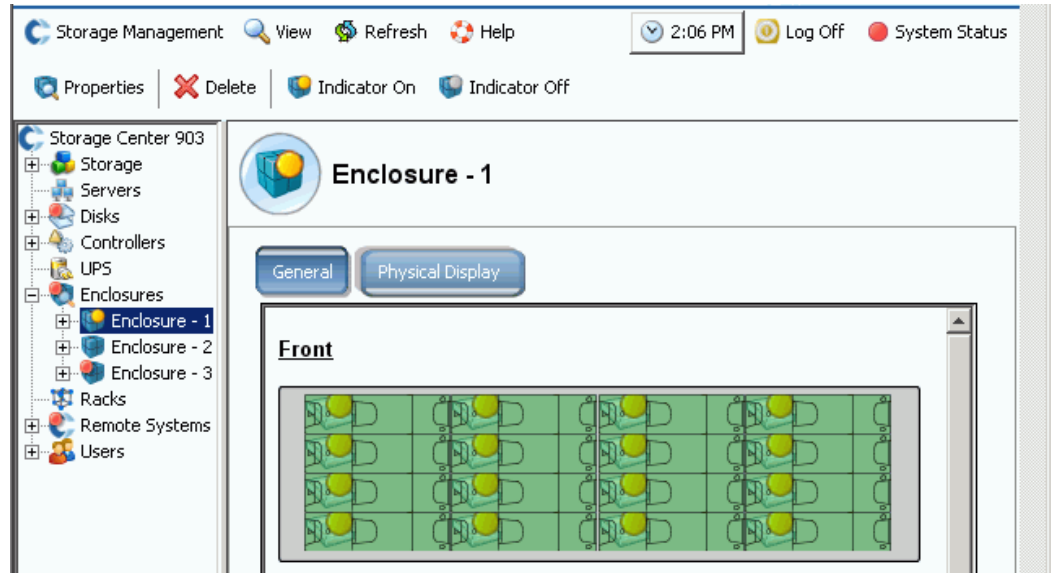 Storage Management View Refresh Help 2:06 PM Log Off System Status
Properties Delete Indicator On Indicator Off
Storage Center 903
Storage
Servers
Disks
Controllers
UPS
Enclosures
Enclosure - 1
Enclosure - 2
Enclosure - 3
Racks
Remote Systems
Users
Enclosure - 1
General Physical Display
Front